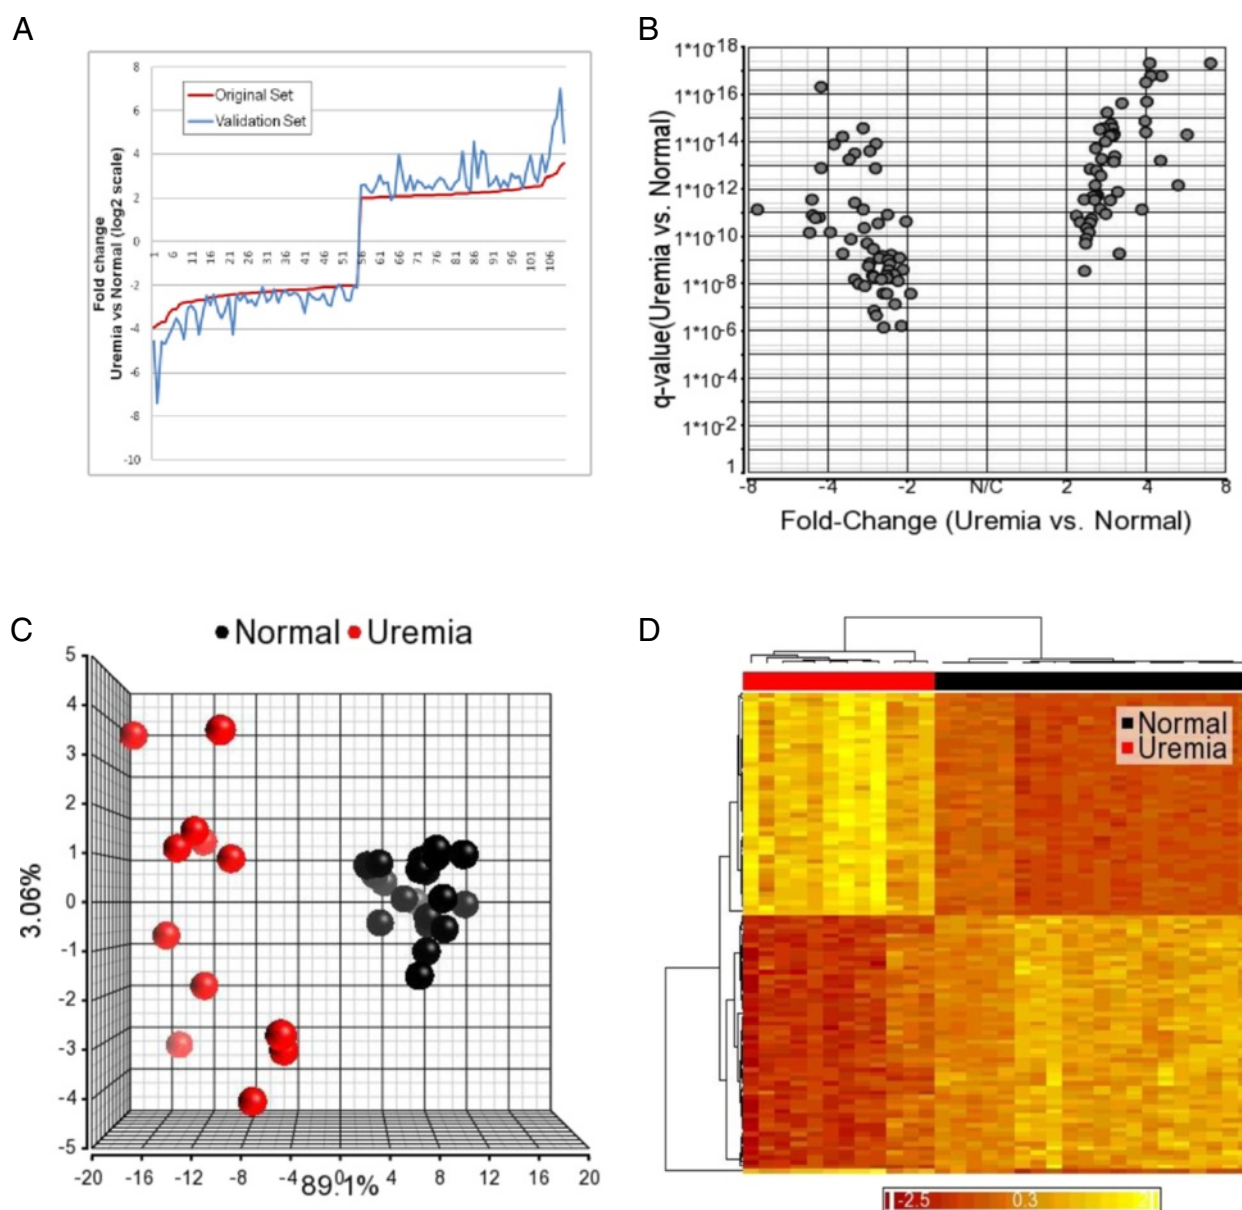 A
8
6
4
2
0
-2
-4
-6
-8
-10
Original Set
Validation Set
1 6 11 16 21 26 31 36 41 46 51 56 61 66 71 76 81 86 91 96 101 106
Fold change
Uremia vs Normal (log2 scale)
B
1*10-18
1*10-16
1*10-14
1*10-12
1*10-10
1*10-8
1*10-6
1*10-4
1*10-2
1
q-value(Uremia vs. Normal)
-8 -4 -2 N/C 2 4 8
Fold-Change (Uremia vs. Normal)
C
Normal Uremia
5
4
3
2
1
0
-1
-2
-3
-4
-5
3.06%
-20 -16 -12 -8 -4 0 4 8 12 16 20
89.1%
D
Normal
Uremia
-2.5 0.3